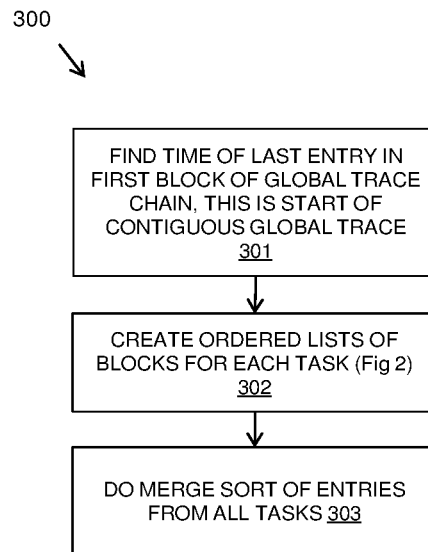 300
FIND TIME OF LAST ENTRY IN
FIRST BLOCK OF GLOBAL TRACE
CHAIN, THIS IS START OF
CONTIGUOUS GLOBAL TRACE
301
CREATE ORDERED LISTS OF
BLOCKS FOR EACH TASK (Fig 2)
302
DO MERGE SORT OF ENTRIES
FROM ALL TASKS 303